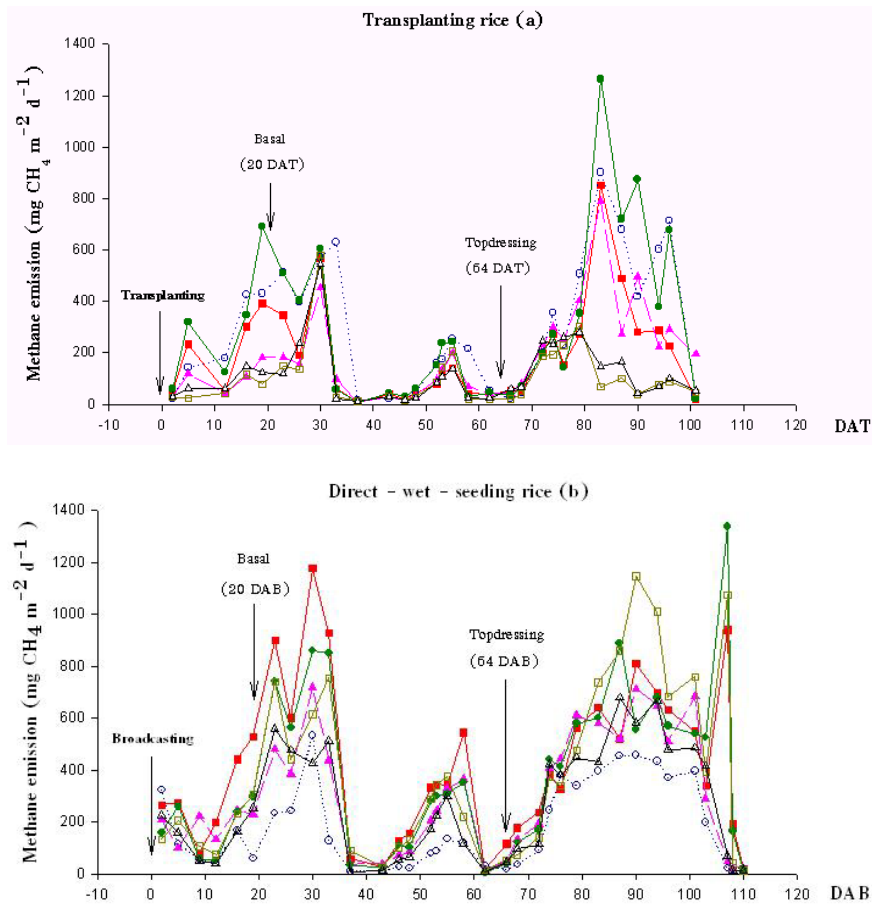 Transplanting rice (a)
Methane emission (mg CH4 m−2 d−1)
1400
1200
1000
800
600
400
200
0
Basal
(20 DAT)
Transplanting
Topdressing
(64 DAT)
-10 0 10 20 30 40 50 60 70 80 90 100 110 120
DAT
Direct - wet - seeding rice (b)
Methane emission (mg CH4 m−2 d−1)
1400
1200
1000
800
600
400
200
0
Basal
(20 DAB)
Broadcasting
Topdressing
(64 DAB)
-10 0 10 20 30 40 50 60 70 80 90 100 110 120
DAB